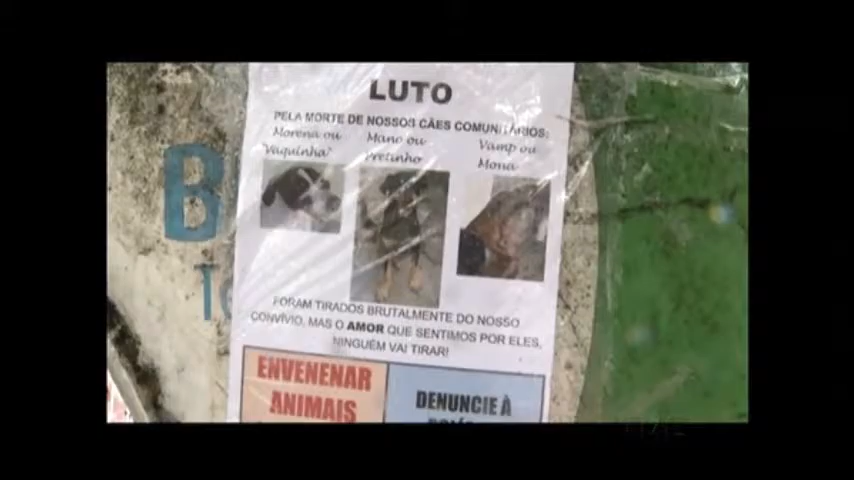 LUTO
PELA MORTE DE NOSSOS CÃES COMUNITÁRIOS:
Morena ou
Vaquinha?
Mano ou
Pretinho
Vamp ou
Mona
FORAM TIRADOS BRUTALMENTE DO NOSSO
CONVÍVIO, MAS O AMOR QUE SENTIMOS POR ELES,
NINGUÉM VAI TIRAR!
ENVENENAR
ANIMAIS
DENUNCIE À
B